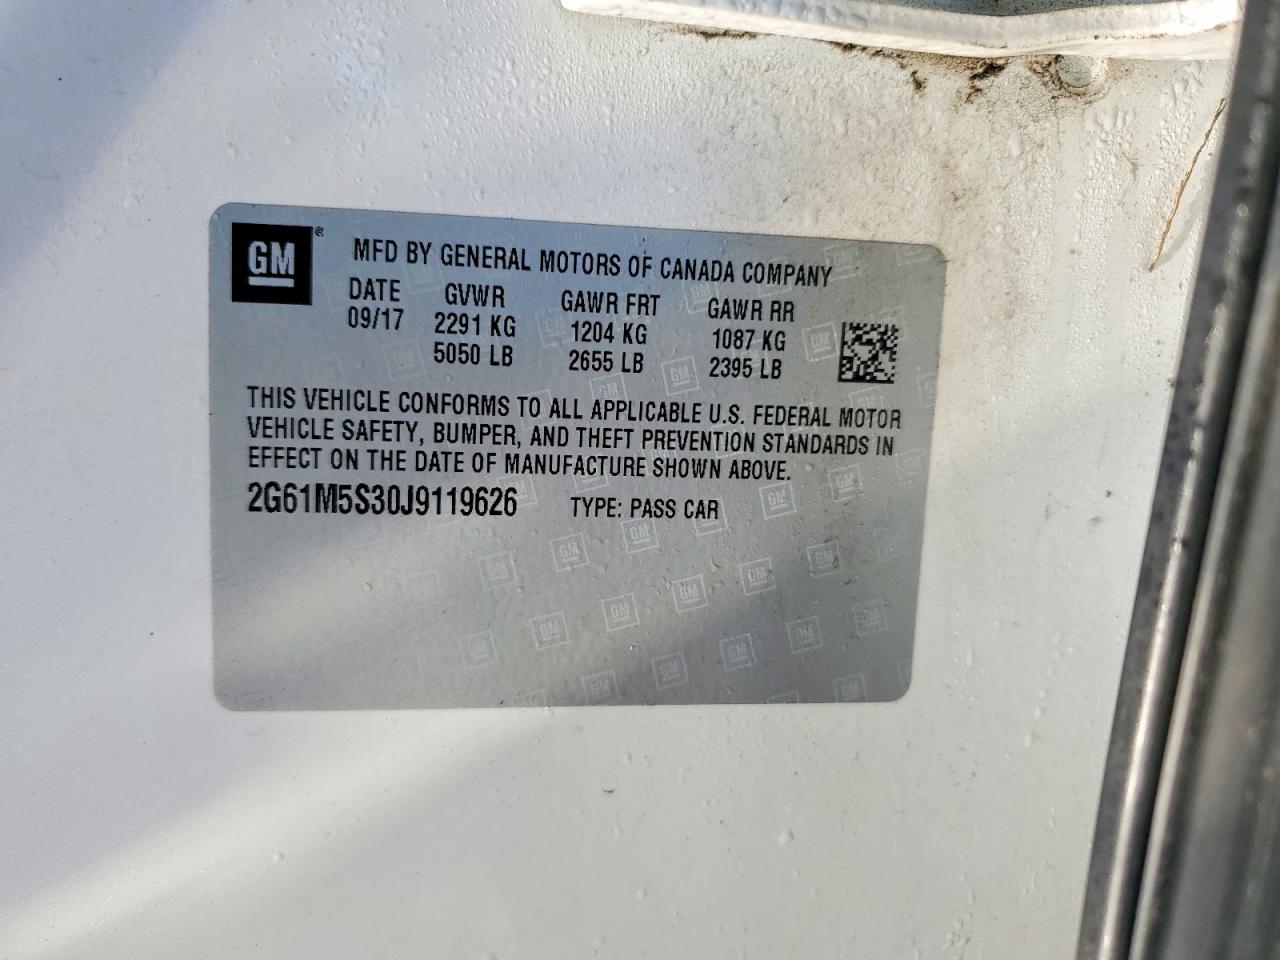 GM ®
MFD BY GENERAL MOTORS OF CANADA COMPANY
DATE GVWR GAWR FRT GAWR RR
09/17 2291 KG 1204 KG 1087 KG
5050 LB 2655 LB 2395 LB
THIS VEHICLE CONFORMS TO ALL APPLICABLE U.S. FEDERAL MOTOR
VEHICLE SAFETY, BUMPER, AND THEFT PREVENTION STANDARDS IN
EFFECT ON THE DATE OF MANUFACTURE SHOWN ABOVE.
2G61M5S30J9119626 TYPE: PASS CAR